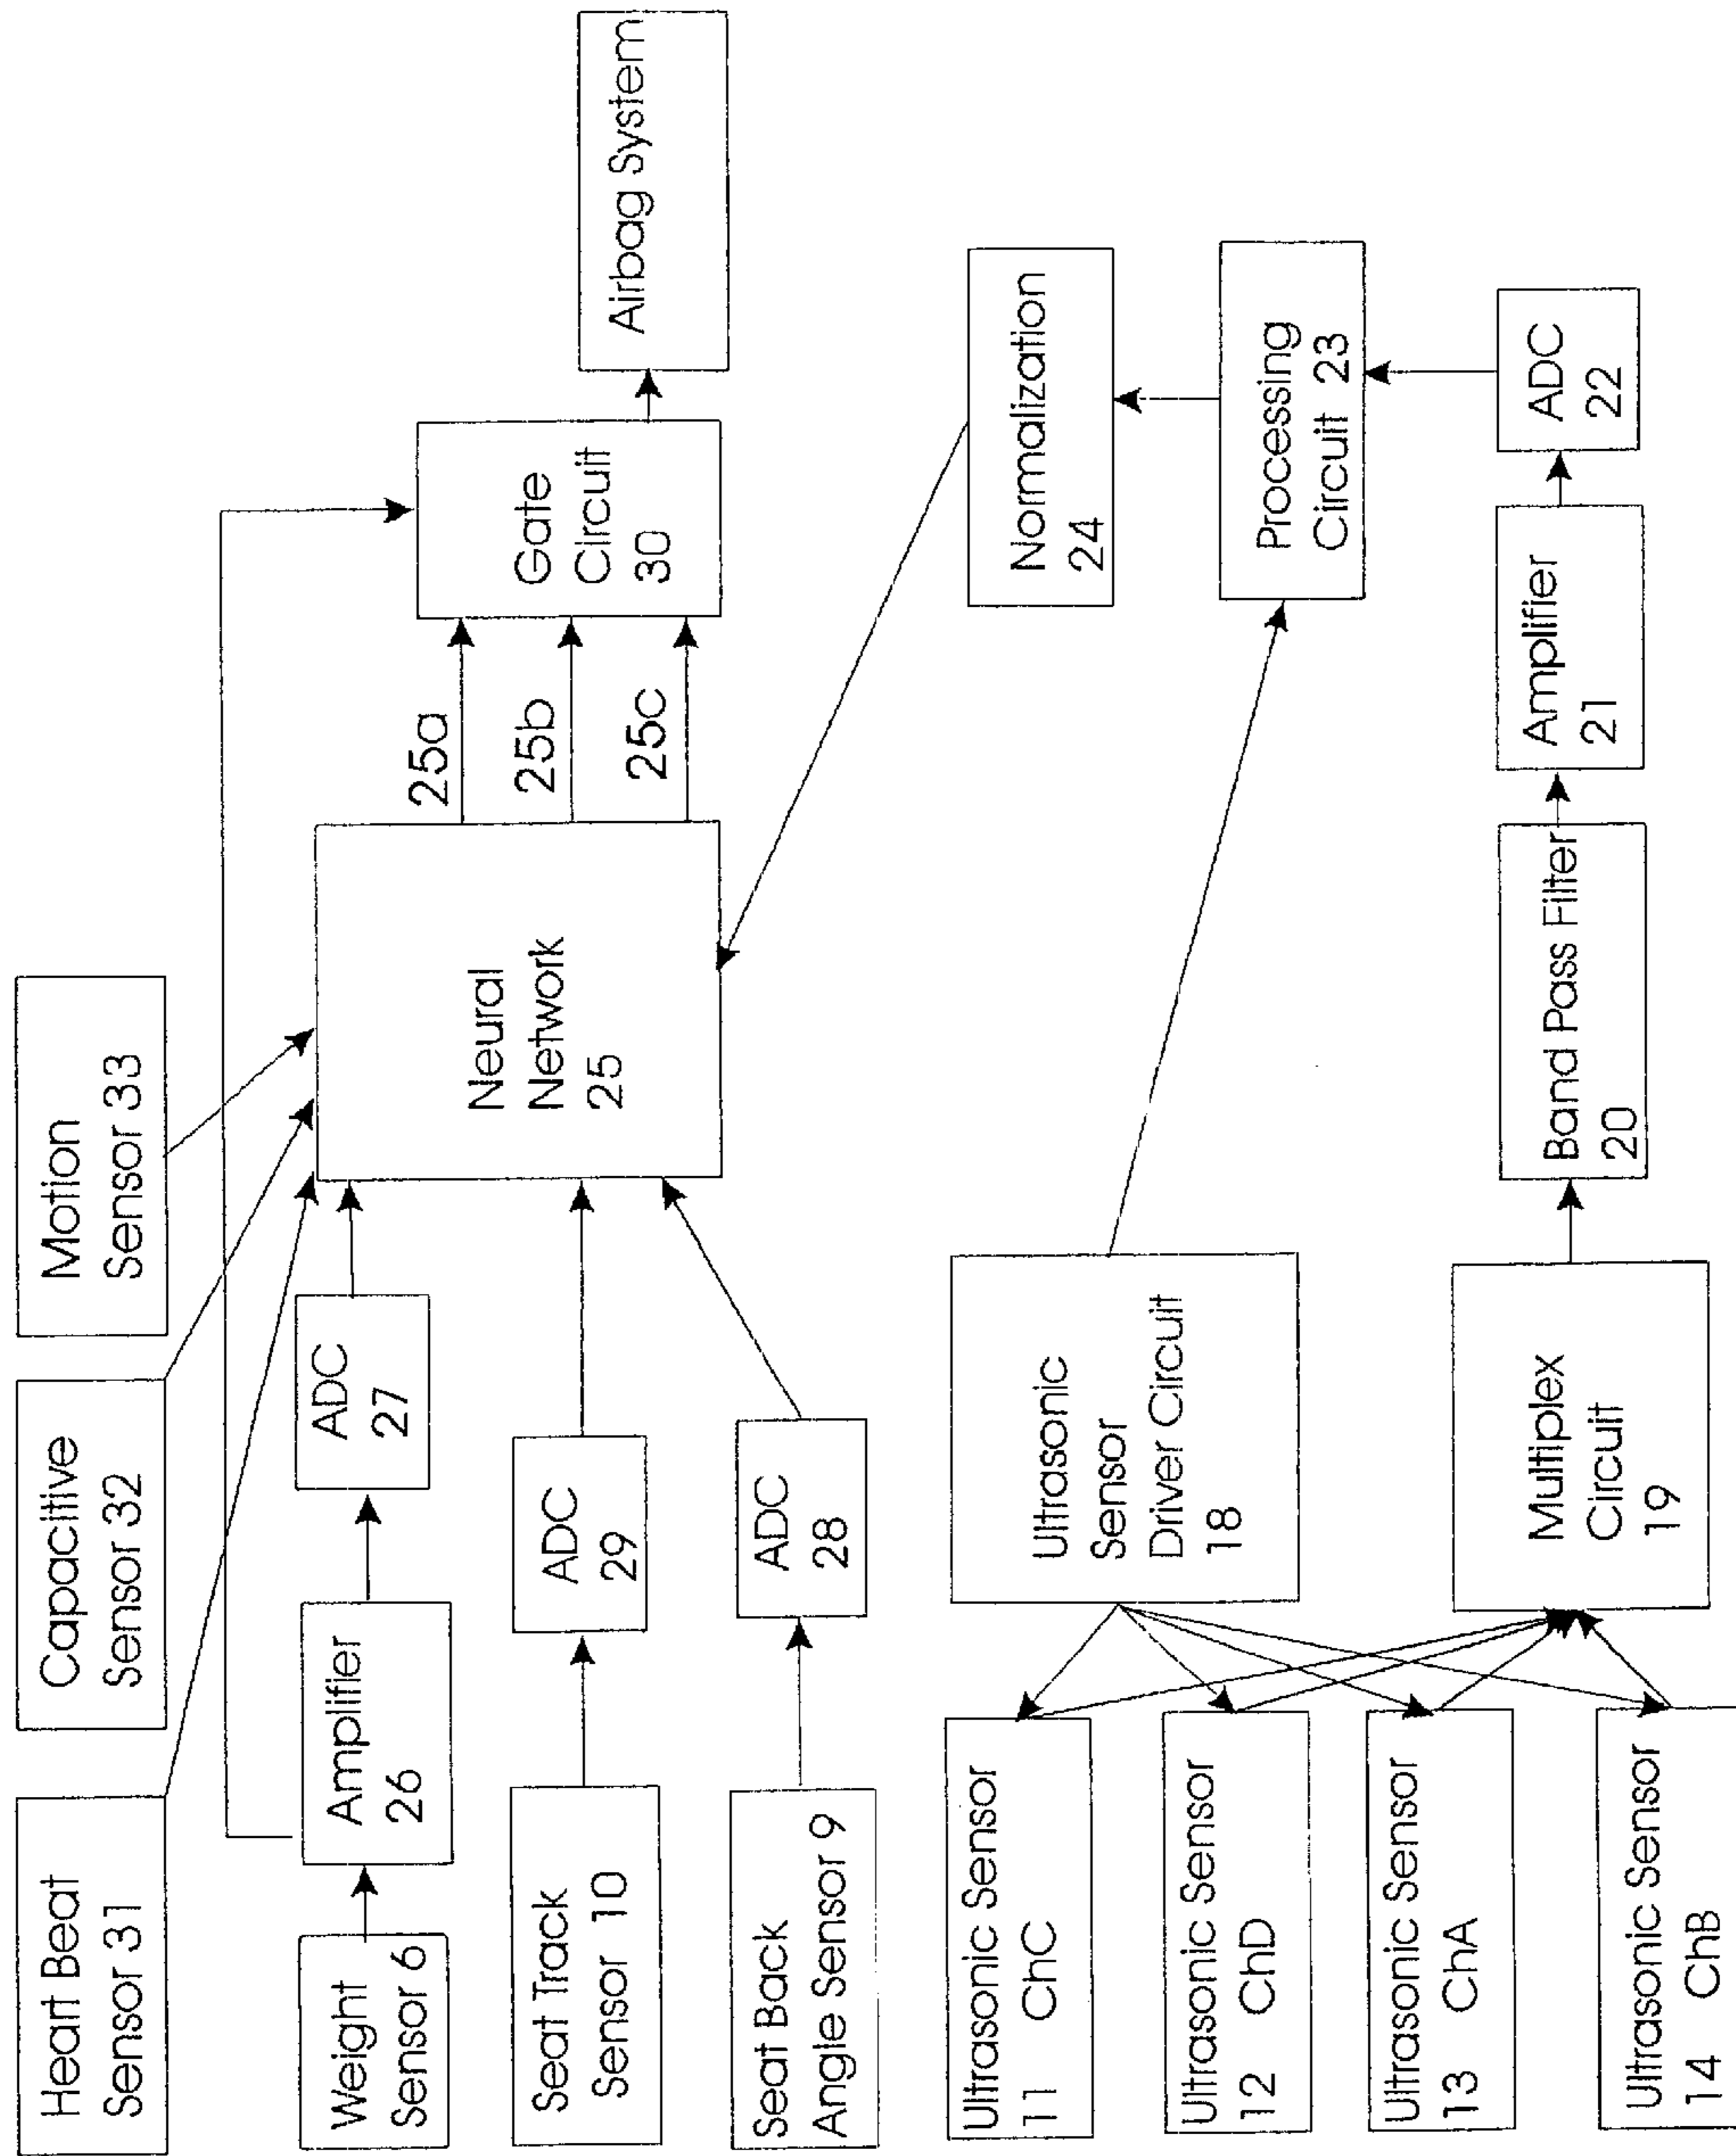 Heart Beat
Sensor 31
Capacitive
Sensor 32
Motion
Sensor 33
Weight
Sensor 6
Amplifier
26
ADC
27
Seat Track
Sensor 10
ADC
29
Seat Back
Angle Sensor 9
ADC
28
Neural
Network
25
25a
25b
25c
Gate
Circuit
30
Airbag System
Ultrasonic Sensor
11 ChC
Ultrasonic Sensor
12 ChD
Ultrasonic Sensor
13 ChA
Ultrasonic Sensor
14 ChB
Ultrasonic
Sensor
Driver Circuit
18
Multiplex
Circuit
19
Band Pass Filter
20
Amplifier
21
ADC
22
Processing
Circuit 23
Normalization
24